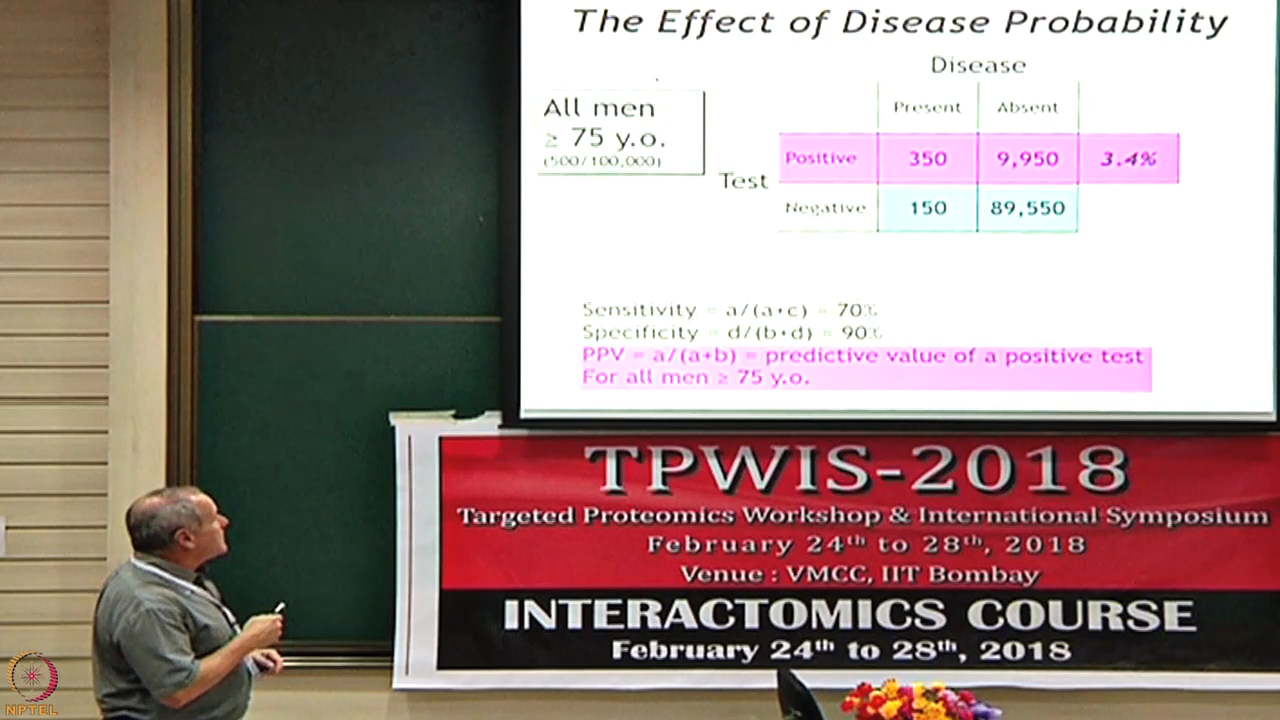 The Effect of Disease Probability
All men
≥ 75 y.o.
(500/100,000)
Disease
Present Absent
Test
Positive 350 9,950 3.4%
Negative 150 89,550
Sensitivity = a/(a+c) = 70%
Specificity = d/(b+d) = 90%
PPV = a/(a+b) = predictive value of a positive test
For all men ≥ 75 y.o.
TPWIS-2018
Targeted Proteomics Workshop & International Symposium
February 24th to 28th, 2018
Venue : VMCC, IIT Bombay
INTERACTOMICS COURSE
February 24th to 28th, 2018
NPTEL